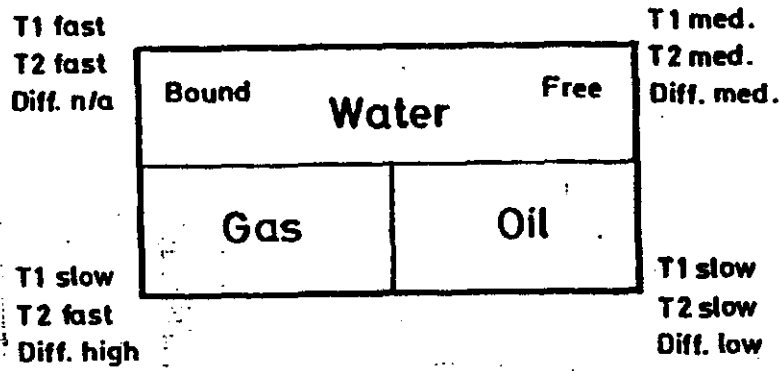 T1 fast
T2 fast
Diff. n/a
T1 med.
T2 med.
Diff. med.
Bound
Free
Water
Gas
Oil
T1 slow
T2 fast
Diff. high
T1 slow
T2 slow
Diff. low